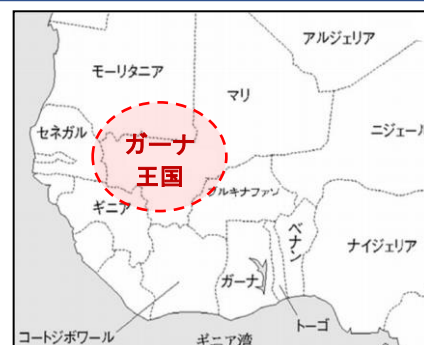 アルジェリア
モーリタニア
マリ
セネガル
ガーナ
王国
ニジェール
ギニア
ブルキナファソ
ベナン
ナイジェリア
ガーナ
トーゴ
コートジボワール
ギニア湾